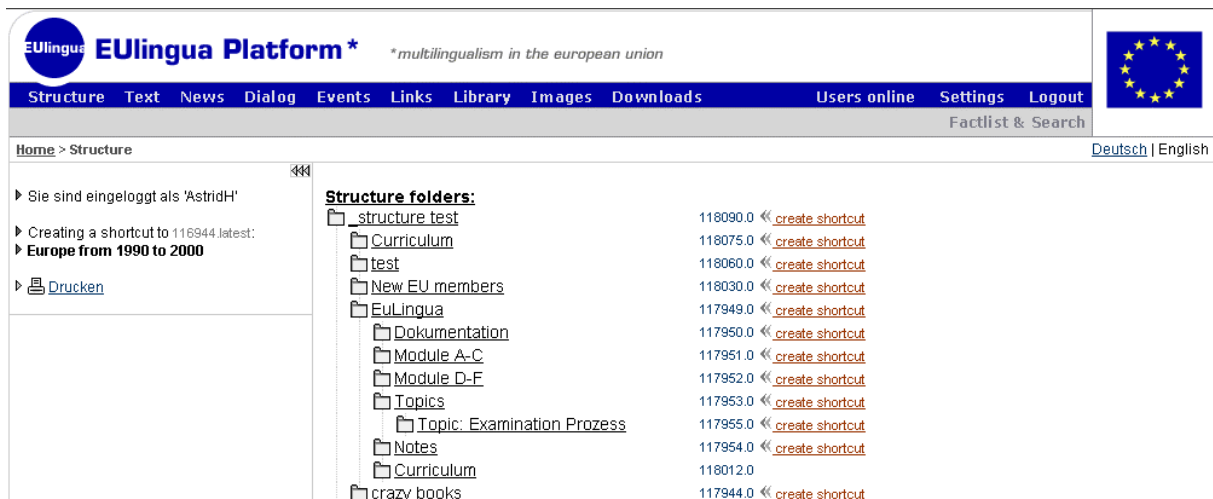 EUlingua EUlingua Platform* *multilingualism in the european union
Structure Text News Dialog Events Links Library Images Downloads Users online Settings Logout
Factlist & Search
Home > Structure Deutsch | English
Sie sind eingeloggt als 'AstridH'
Creating a shortcut to 116944.latest:
Europe from 1990 to 2000
Drucken
Structure folders:
_structure test 118090.0 create shortcut
Curriculum 118075.0 create shortcut
test 118060.0 create shortcut
New EU members 118030.0 create shortcut
EuLingua 117949.0 create shortcut
Dokumentation 117950.0 create shortcut
Module A-C 117951.0 create shortcut
Module D-F 117952.0 create shortcut
Topics 117953.0 create shortcut
Topic: Examination Prozess 117955.0 create shortcut
Notes 117954.0 create shortcut
Curriculum 118012.0
crazy books 117944.0 create shortcut